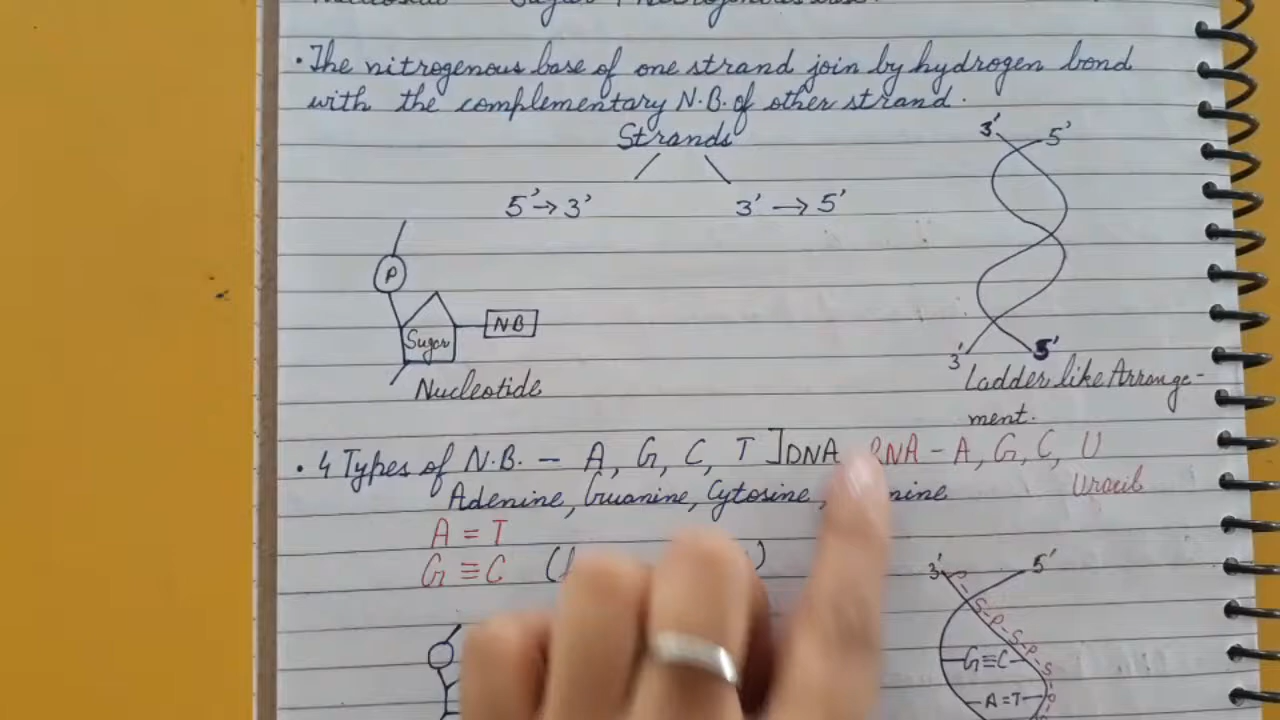 • The nitrogenous base of one strand join by hydrogen bond
with the complementary N.B. of other strand.
Strands
5'→3' 3'→5'
3' 5'
P
Sugar
NB
Nucleotide
3' 5'
Ladder like Arrange-
ment.
• 4 Types of N.B. – A, G, C, T ]DNA RNA – A, G, C, U
Adenine, Guanine, Cytosine, Uracil
A = T
G ≡ C
3' 5'
P-S-P-S-P-S
G≡C
A=T